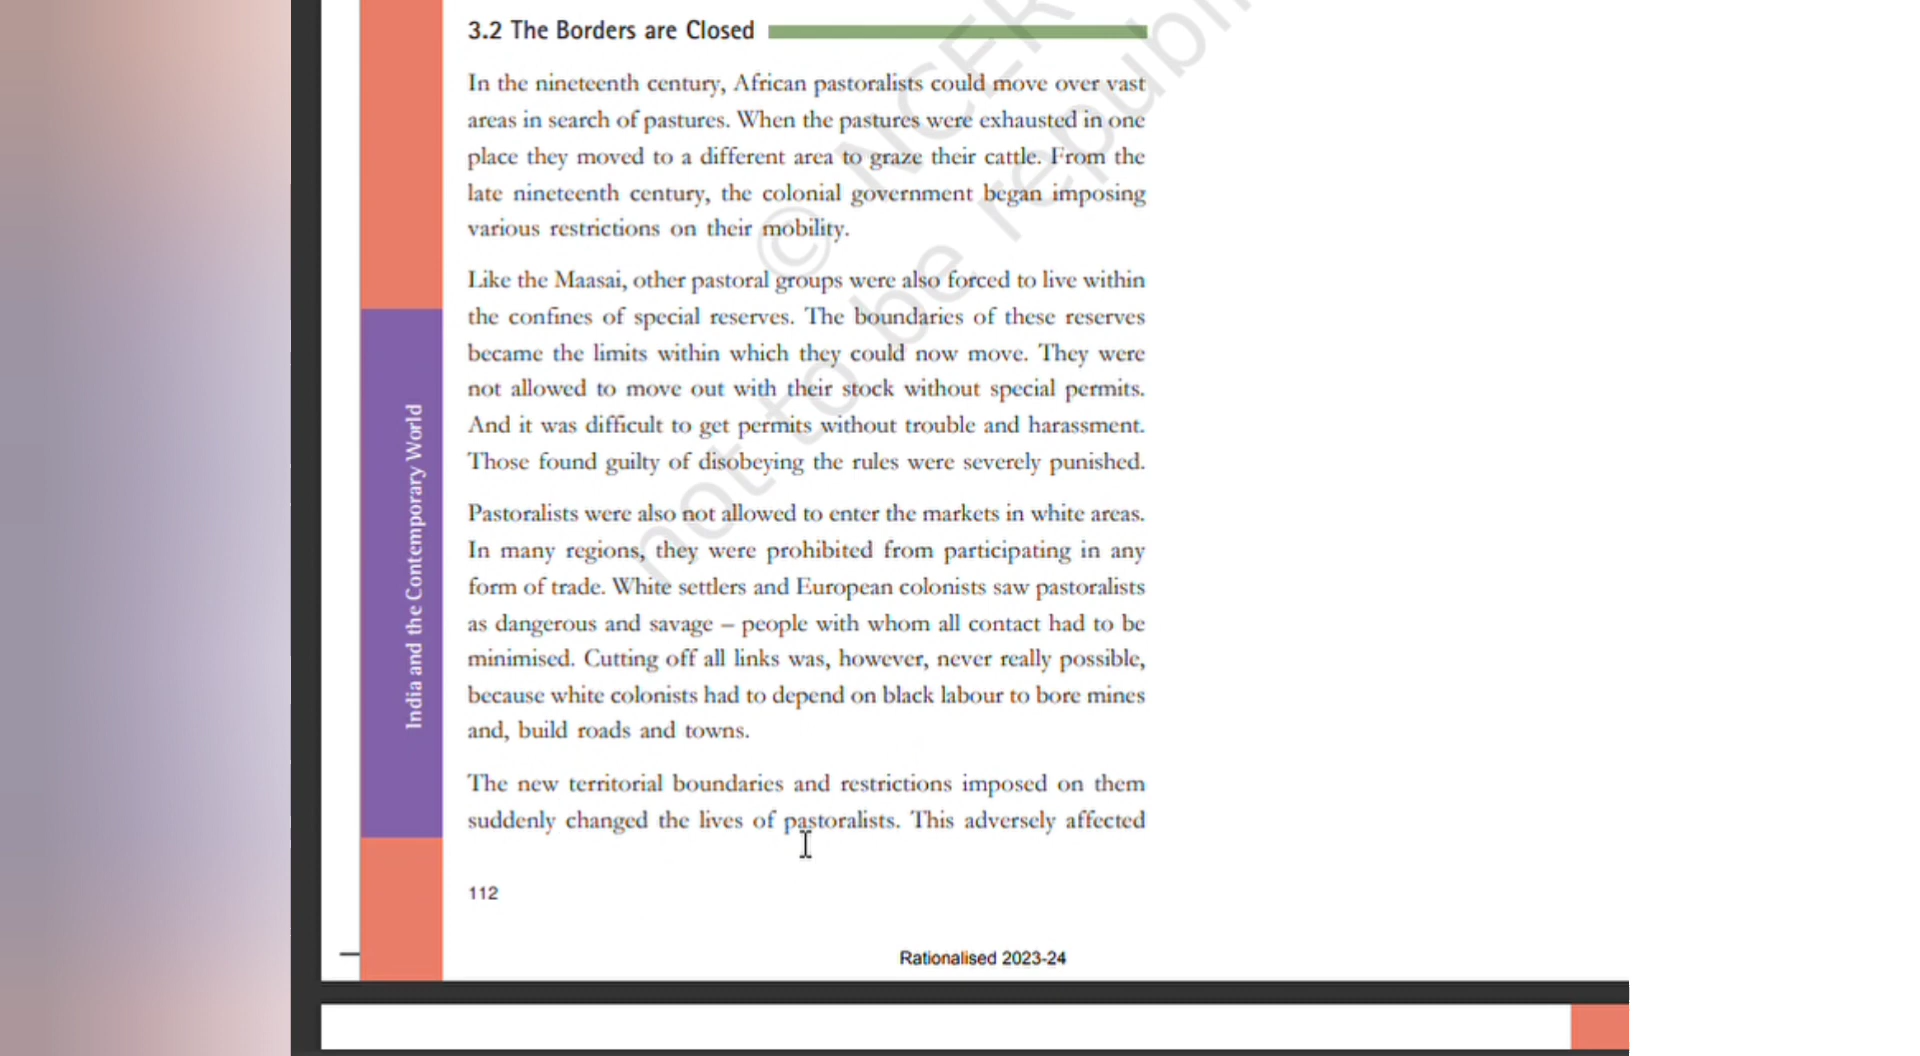 3.2 The Borders are Closed
In the nineteenth century, African pastoralists could move over vast
areas in search of pastures. When the pastures were exhausted in one
place they moved to a different area to graze their cattle. From the
late nineteenth century, the colonial government began imposing
various restrictions on their mobility.
Like the Maasai, other pastoral groups were also forced to live within
the confines of special reserves. The boundaries of these reserves
became the limits within which they could now move. They were
not allowed to move out with their stock without special permits.
And it was difficult to get permits without trouble and harassment.
Those found guilty of disobeying the rules were severely punished.
Pastoralists were also not allowed to enter the markets in white areas.
In many regions, they were prohibited from participating in any
form of trade. White settlers and European colonists saw pastoralists
as dangerous and savage – people with whom all contact had to be
minimised. Cutting off all links was, however, never really possible,
because white colonists had to depend on black labour to bore mines
and, build roads and towns.
The new territorial boundaries and restrictions imposed on them
suddenly changed the lives of pastoralists. This adversely affected
India and the Contemporary World
112
Rationalised 2023-24
©
not to be